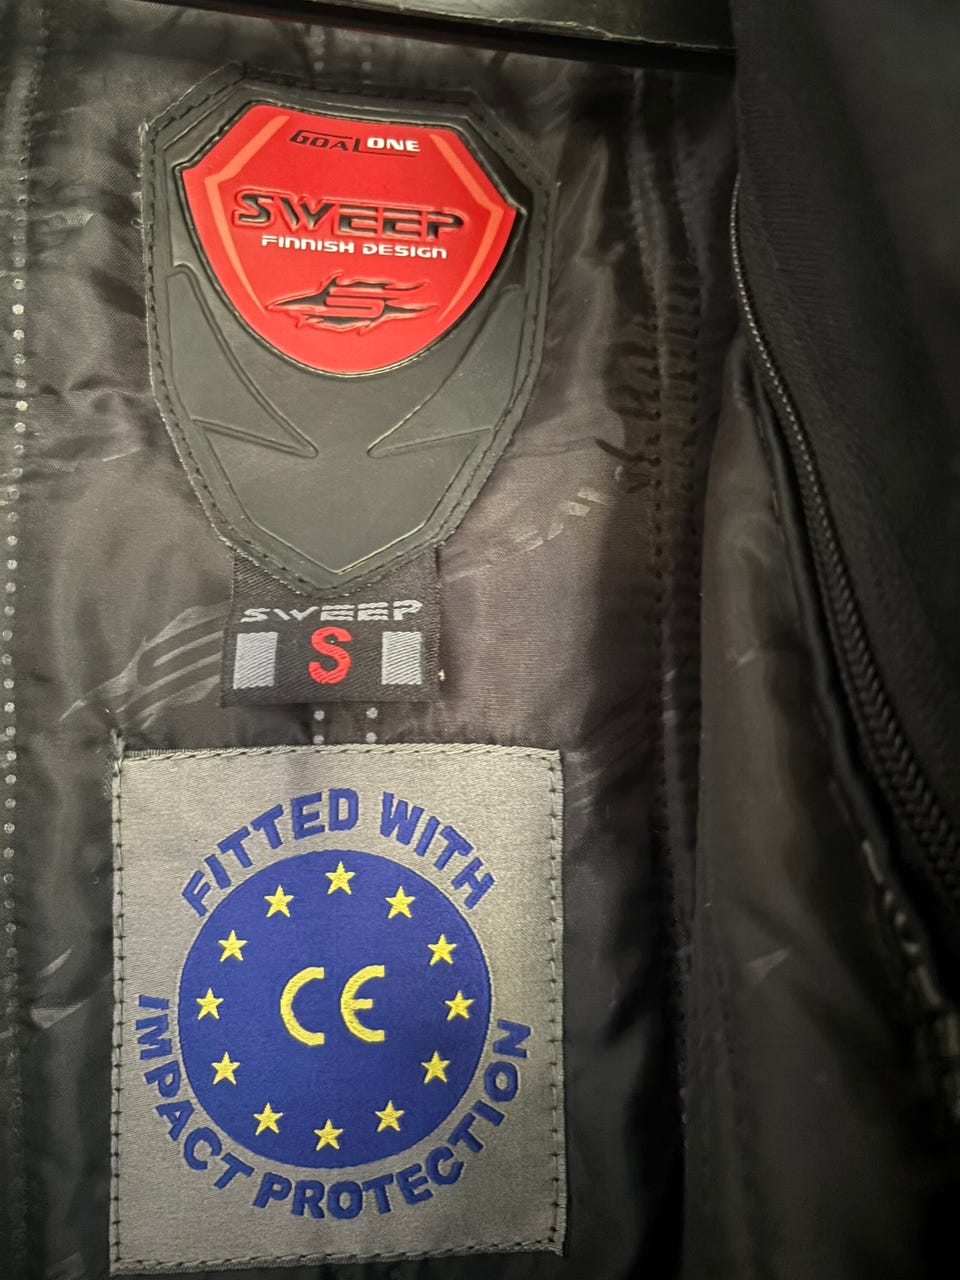 GOALONE
SWEEP
FINNISH DESIGN
S
SWEEP
S
FITTED WITH
CE
IMPACT PROTECTION